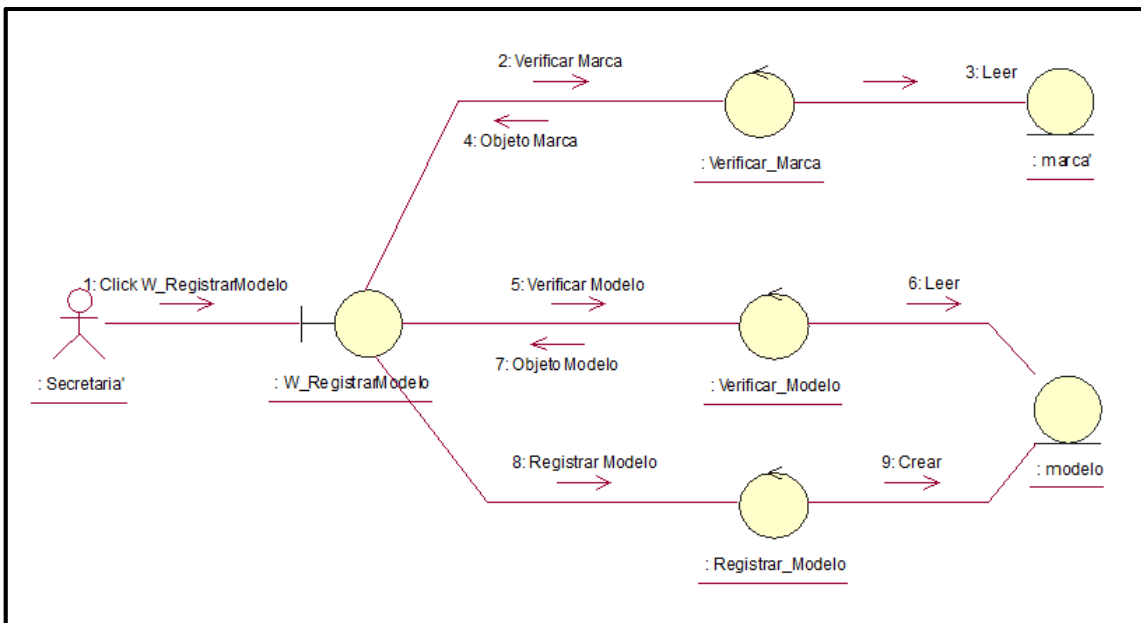 2: Verificar Marca
3: Leer
4: Objeto Marca
: Verificar_Marca
: marca'
1: Click W_RegistrarModelo
5: Verificar Modelo
6: Leer
7: Objeto Modelo
: Secretaria'
: W_RegistrarModelo
: Verificar_Modelo
8: Registrar Modelo
9: Crear
: modelo
: Registrar_Modelo